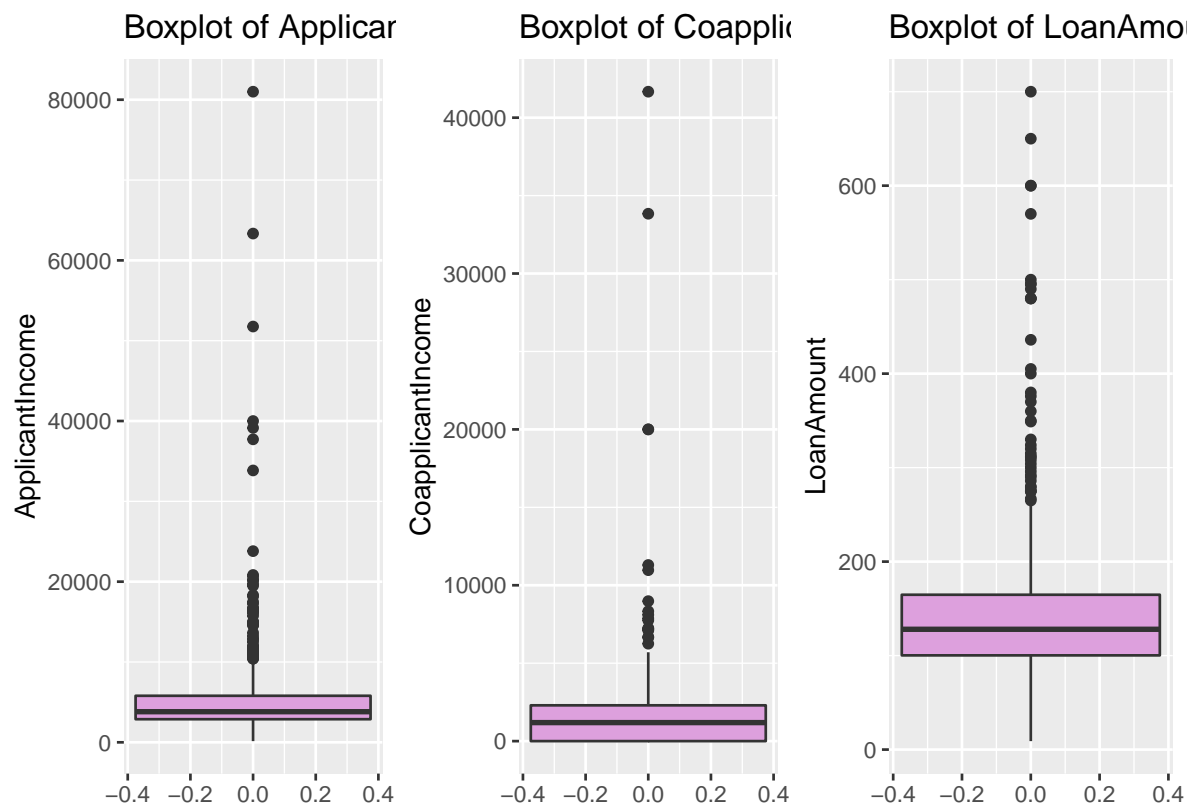 Boxplot of Applicar
80000
60000
40000
20000
0
ApplicantIncome
−0.4 −0.2 0.0 0.2 0.4
Boxplot of Coapplic
40000
30000
20000
10000
0
CoapplicantIncome
−0.4 −0.2 0.0 0.2 0.4
Boxplot of LoanAmou
600
400
200
0
LoanAmount
−0.4 −0.2 0.0 0.2 0.4